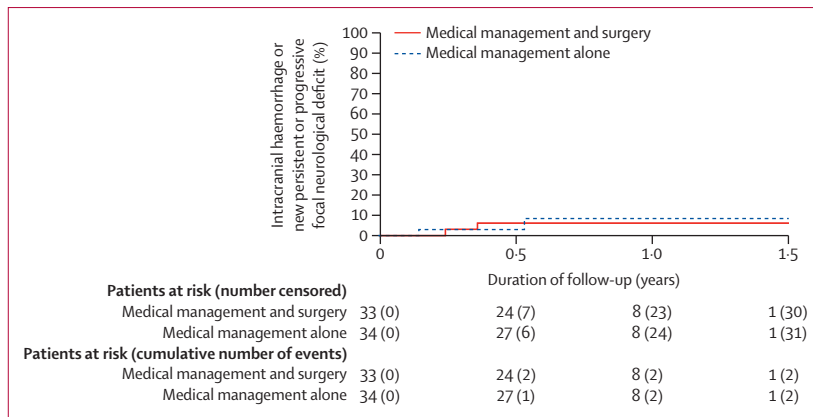 Intracranial haemorrhage or
new persistent or progressive
focal neurological deficit (%)
100
90
80
70
60
50
40
30
20
10
0
Medical management and surgery
Medical management alone
0 0·5 1·0 1·5
Duration of follow-up (years)
Patients at risk (number censored)
Medical management and surgery 33 (0) 24 (7) 8 (23) 1 (30)
Medical management alone 34 (0) 27 (6) 8 (24) 1 (31)
Patients at risk (cumulative number of events)
Medical management and surgery 33 (0) 24 (2) 8 (2) 1 (2)
Medical management alone 34 (0) 27 (1) 8 (2) 1 (2)